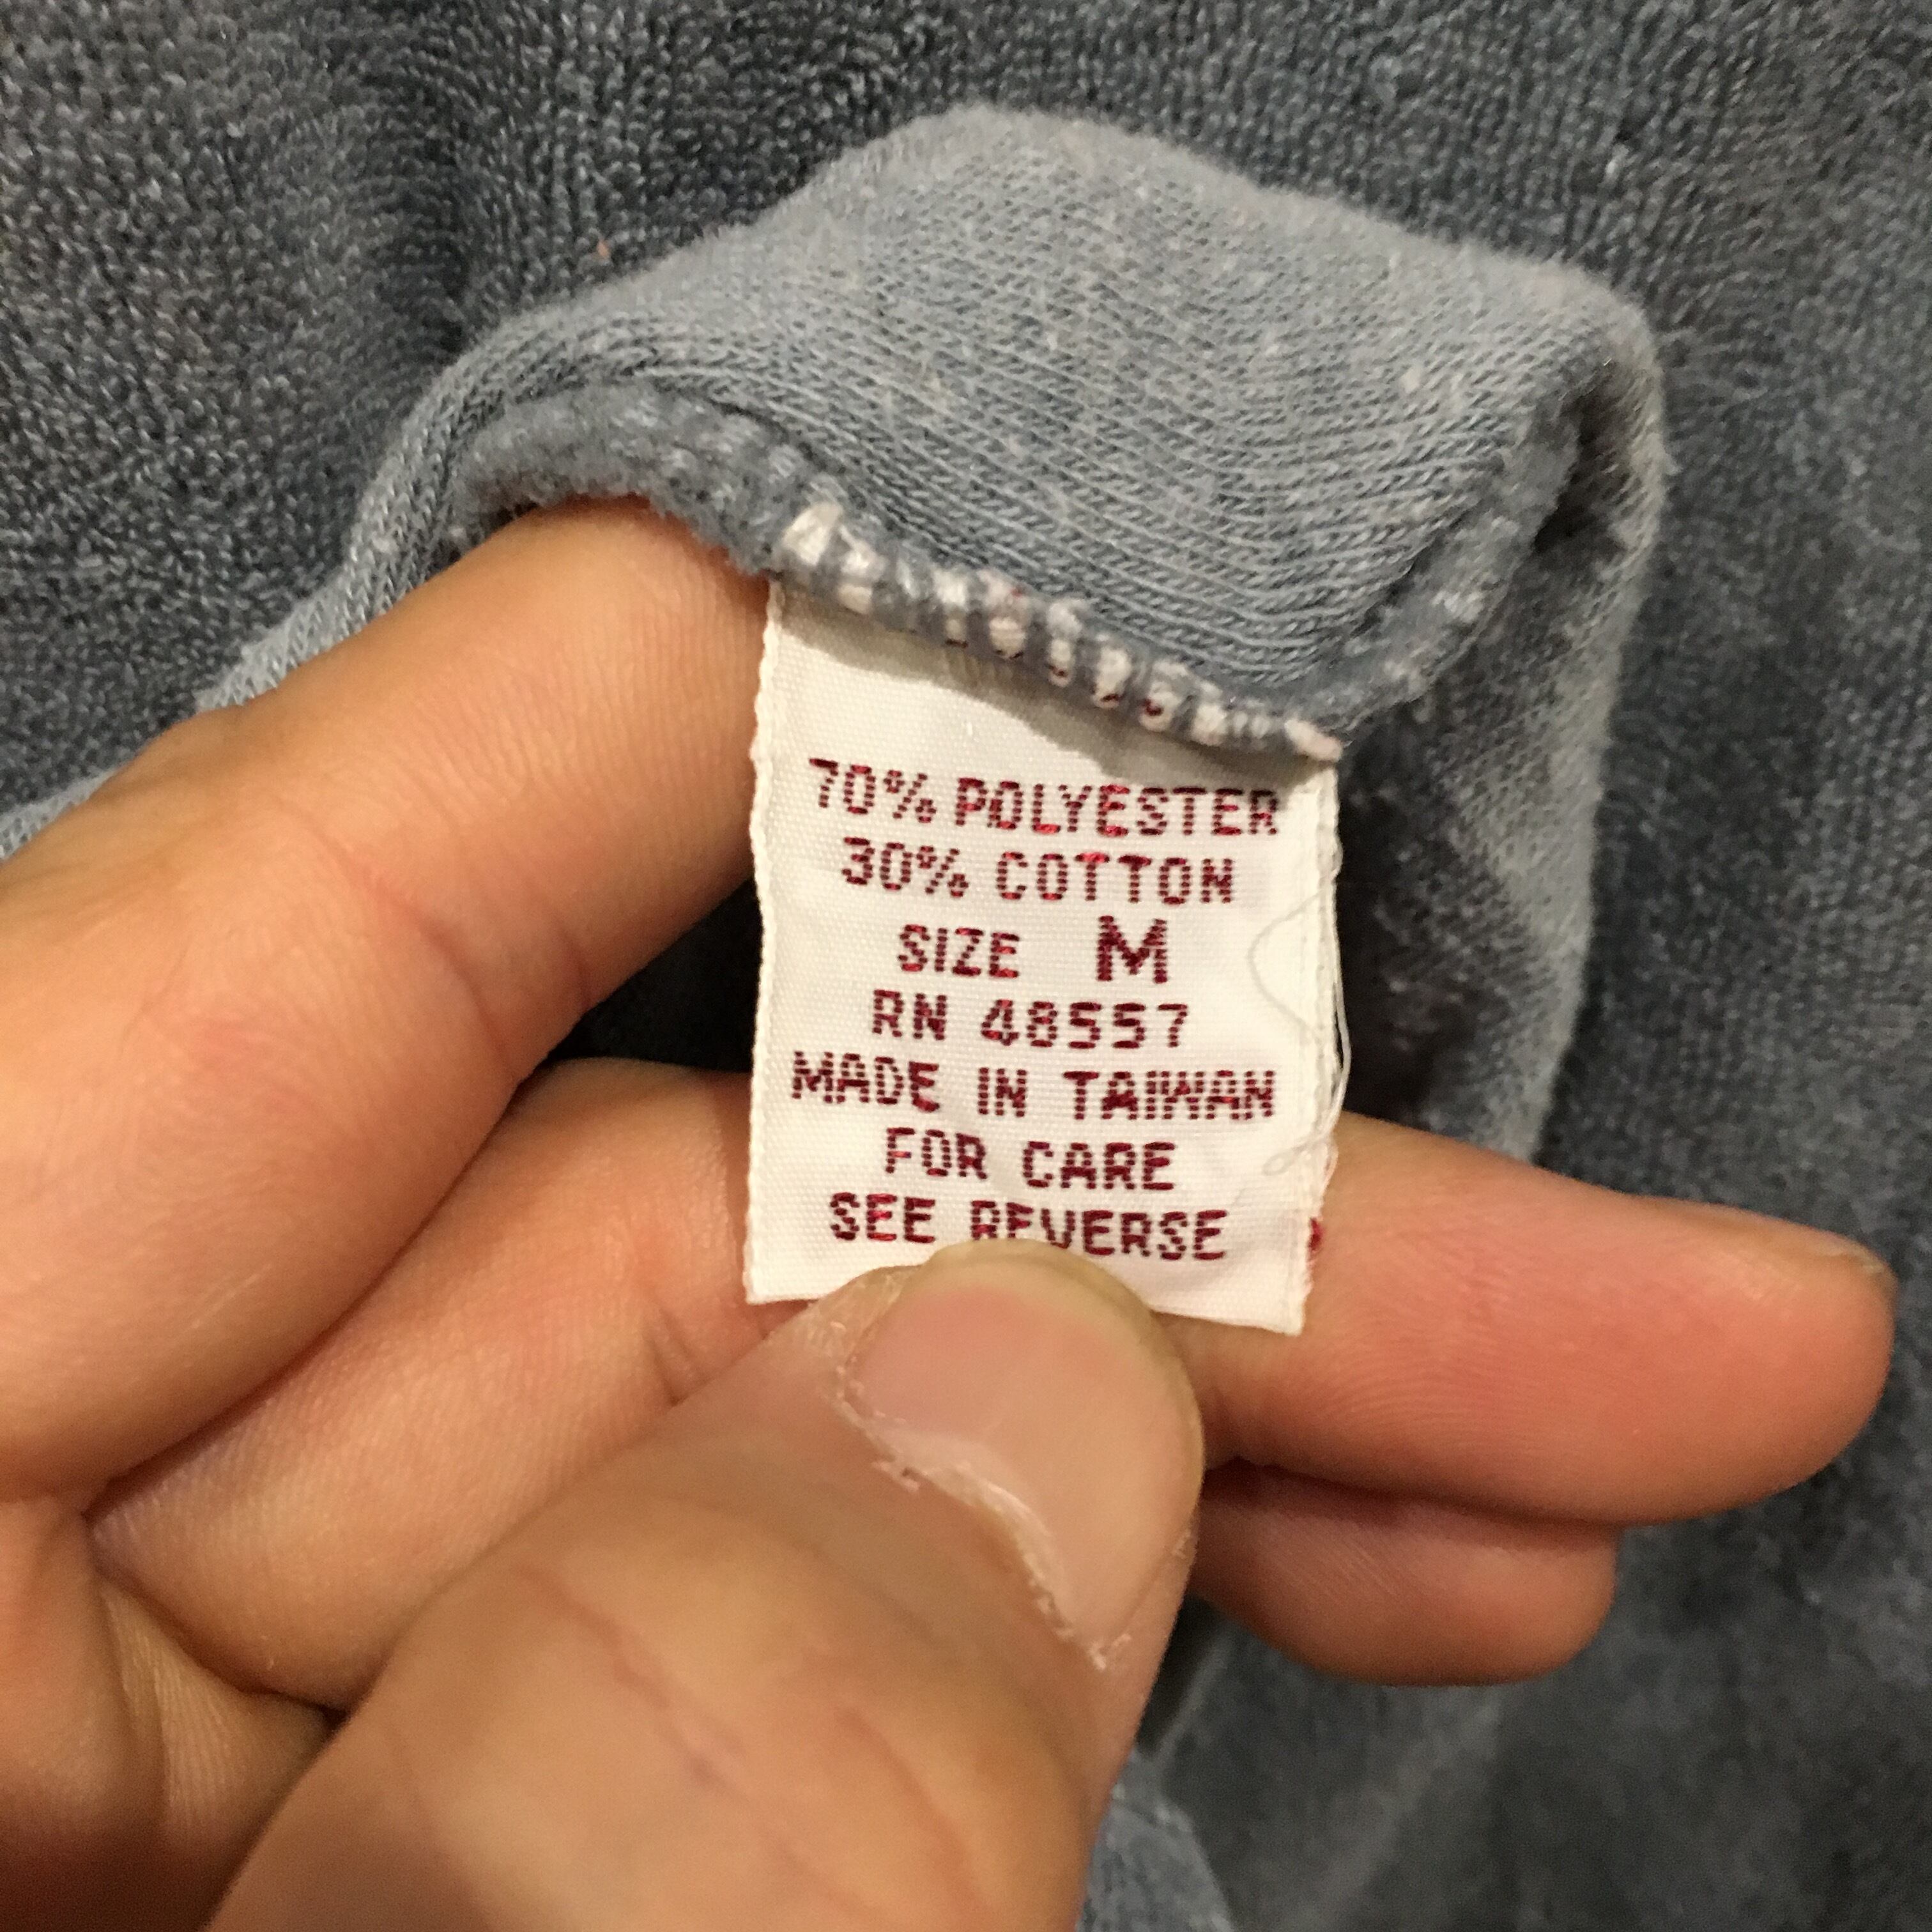 70% POLYESTER
30% COTTON
SIZE M
RN 48557
MADE IN TAIWAN
FOR CARE
SEE REVERSE